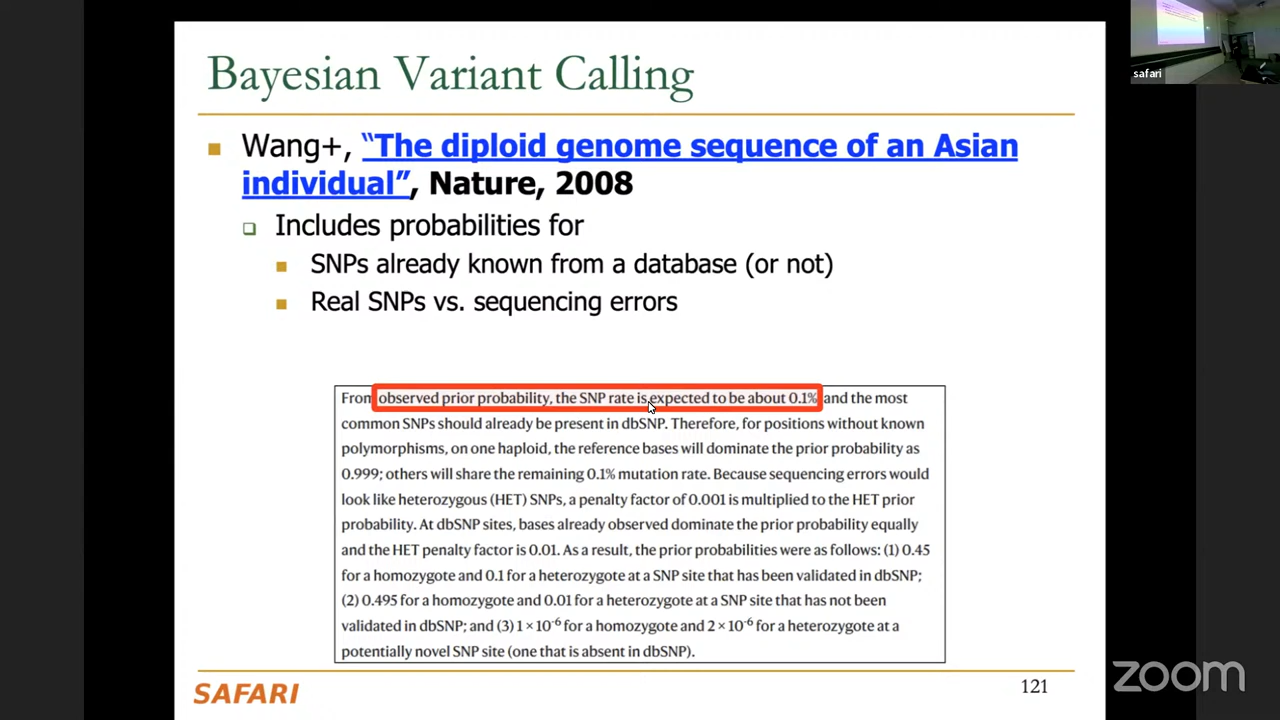 Bayesian Variant Calling
Wang+, “The diploid genome sequence of an Asian
individual”, Nature, 2008
Includes probabilities for
SNPs already known from a database (or not)
Real SNPs vs. sequencing errors
From observed prior probability, the SNP rate is expected to be about 0.1% and the most
common SNPs should already be present in dbSNP. Therefore, for positions without known
polymorphisms, on one haploid, the reference bases will dominate the prior probability as
0.999; others will share the remaining 0.1% mutation rate. Because sequencing errors would
look like heterozygous (HET) SNPs, a penalty factor of 0.001 is multiplied to the HET prior
probability. At dbSNP sites, bases already observed dominate the prior probability equally
and the HET penalty factor is 0.01. As a result, the prior probabilities were as follows: (1) 0.45
for a homozygote and 0.1 for a heterozygote at a SNP site that has been validated in dbSNP;
(2) 0.495 for a homozygote and 0.01 for a heterozygote at a SNP site that has not been
validated in dbSNP; and (3) 1 × 10⁻⁶ for a homozygote and 2 × 10⁻⁶ for a heterozygote at a
potentially novel SNP site (one that is absent in dbSNP).
SAFARI
121
safari
zoom